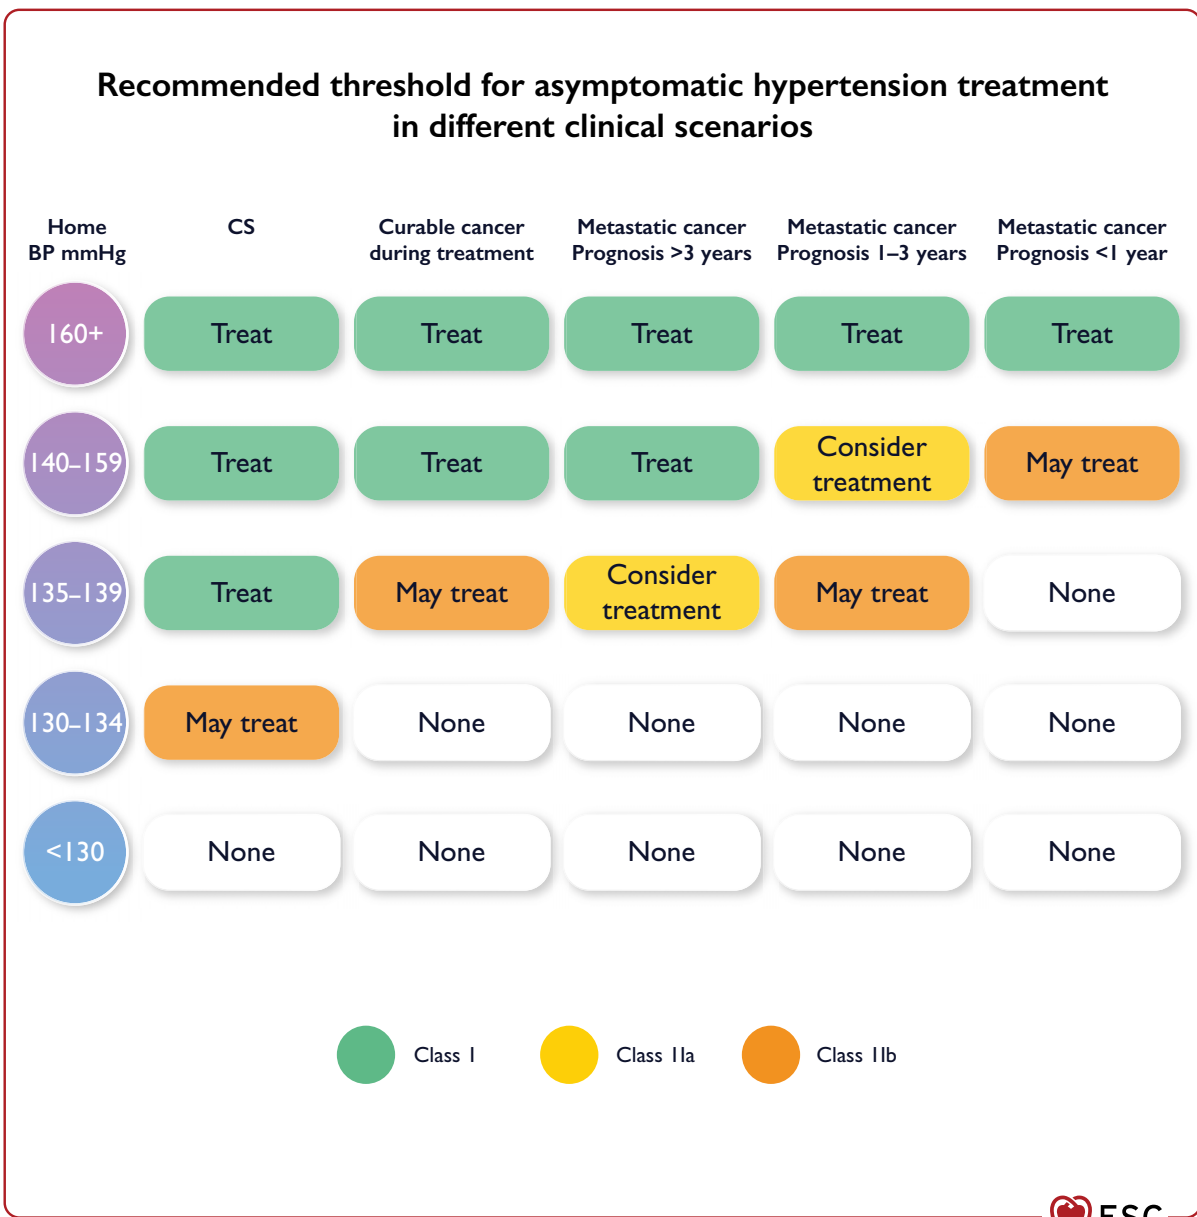 Recommended threshold for asymptomatic hypertension treatment
in different clinical scenarios
Home
BP mmHg
CS
Curable cancer
during treatment
Metastatic cancer
Prognosis >3 years
Metastatic cancer
Prognosis 1–3 years
Metastatic cancer
Prognosis <1 year
160+
Treat
Treat
Treat
Treat
Treat
140–159
Treat
Treat
Treat
Consider
treatment
May treat
135–139
Treat
May treat
Consider
treatment
May treat
None
130–134
May treat
None
None
None
None
<130
None
None
None
None
None
Class 1
Class 1Ia
Class 1Ib
ESC